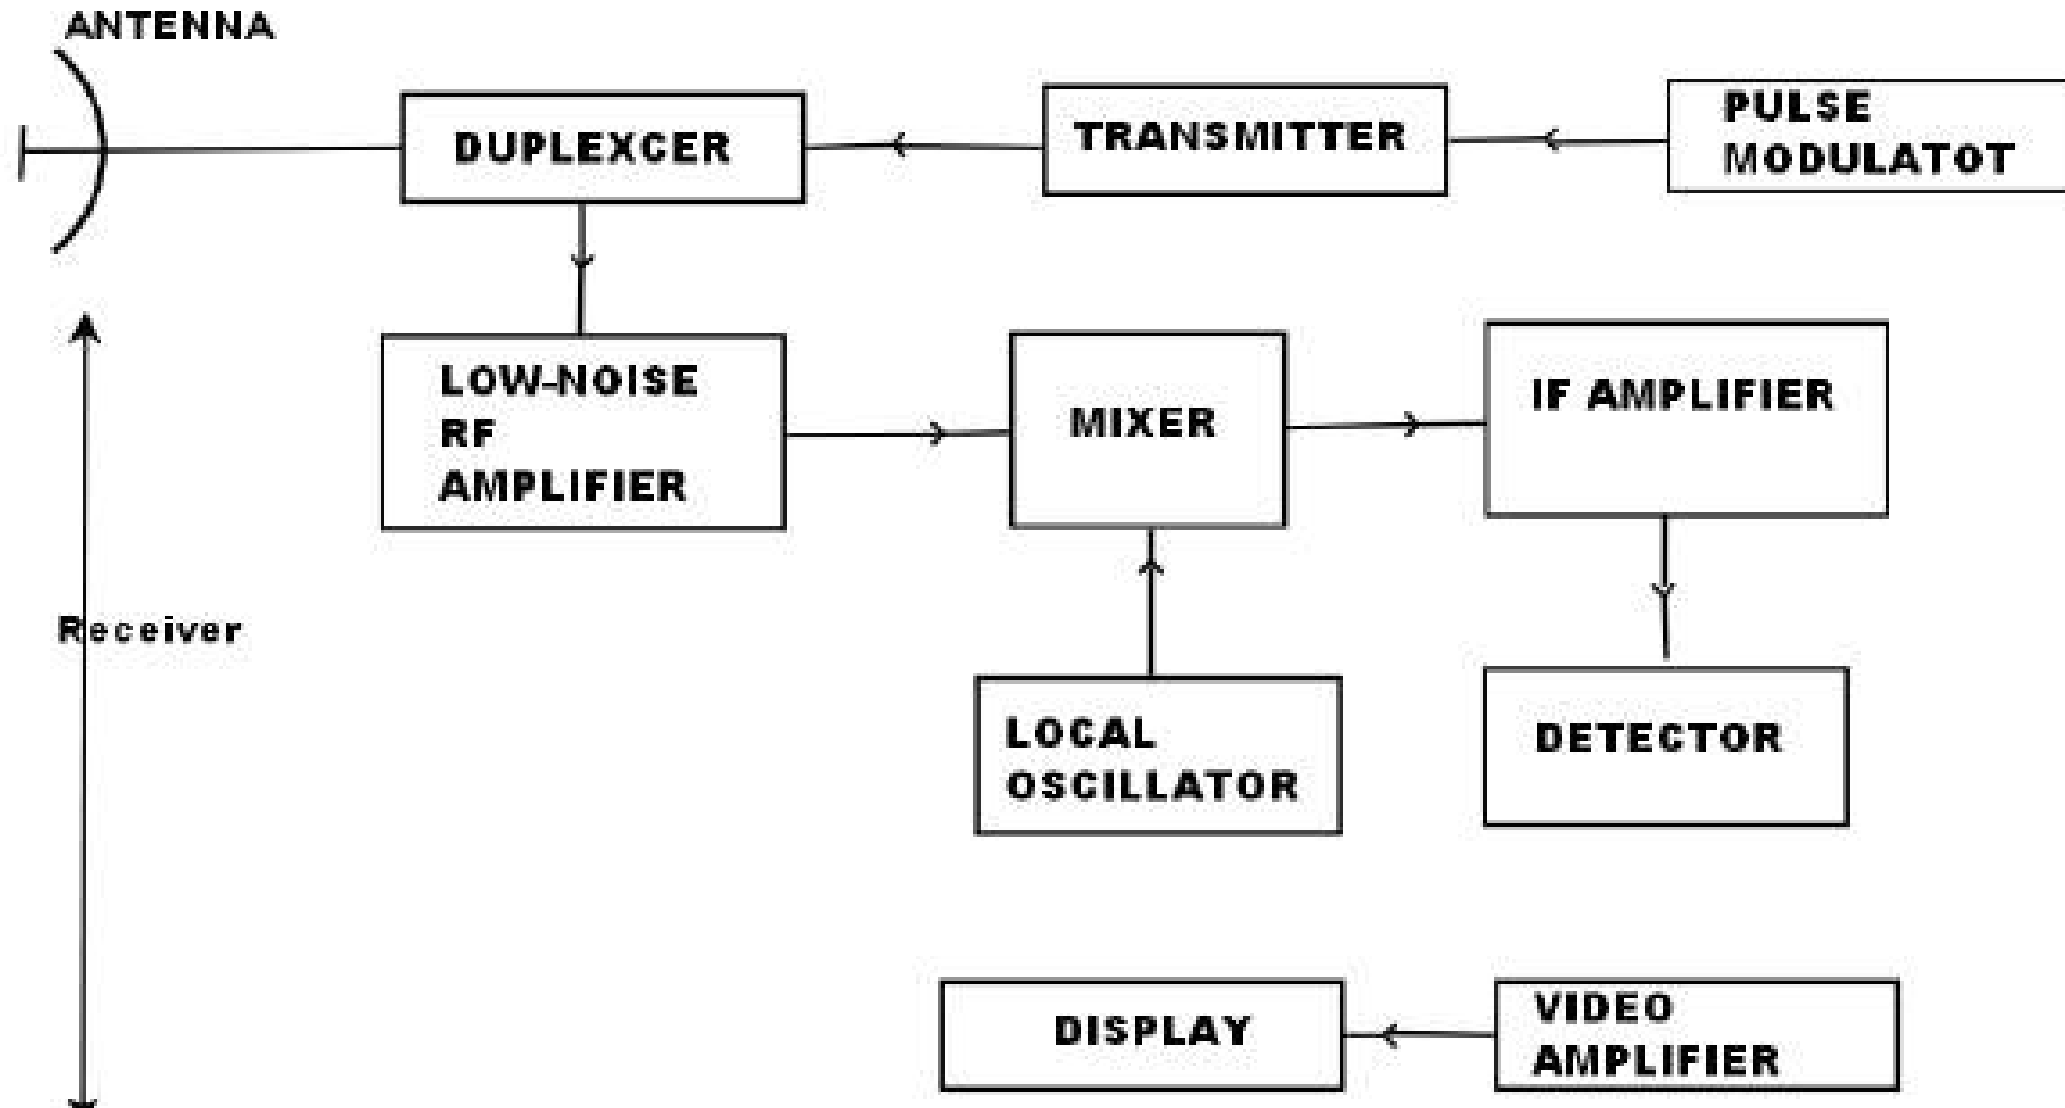 ANTENNA
DUPLEXCER
TRANSMITTER
PULSE
MODULATOT
LOW-NOISE
RF
AMPLIFIER
MIXER
IF AMPLIFIER
Receiver
LOCAL
OSCILLATOR
DETECTOR
DISPLAY
VIDEO
AMPLIFIER